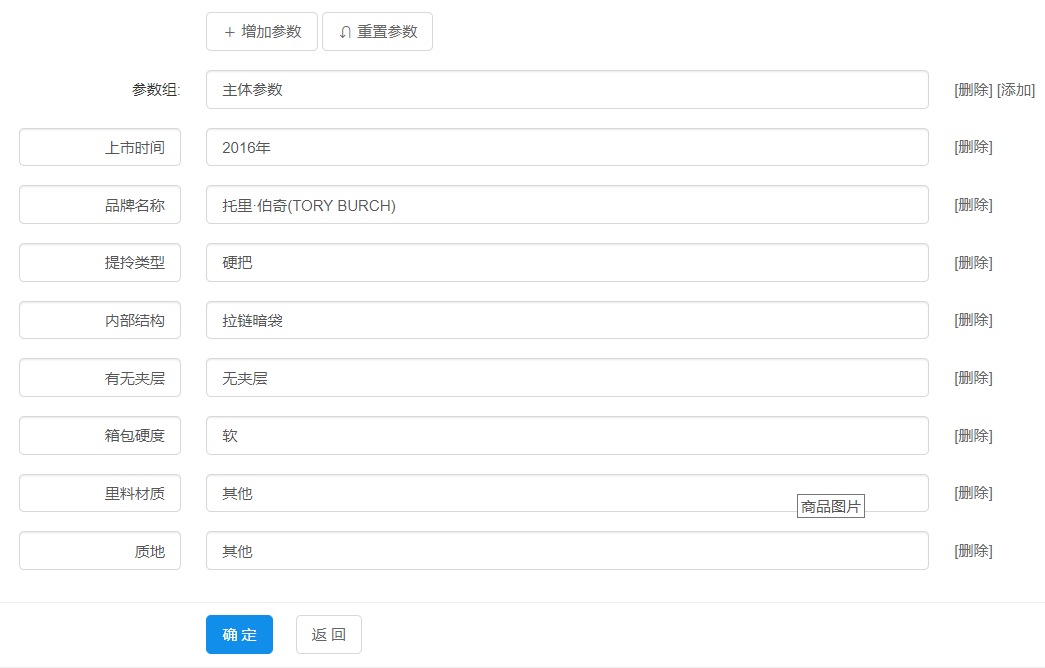 + 增加参数 重置参数
参数组: 主体参数 [删除] [添加]
上市时间 2016年 [删除]
品牌名称 托里·伯奇(TORY BURCH) [删除]
提拎类型 硬把 [删除]
内部结构 拉链暗袋 [删除]
有无夹层 无夹层 [删除]
箱包硬度 软 [删除]
里料材质 其他 [删除]
商品图片
质地 其他 [删除]
确 定 返 回